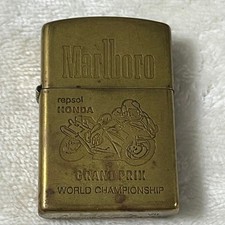 Marlboro
repsol
HONDA
GRAND PRIX
WORLD CHAMPIONSHIP